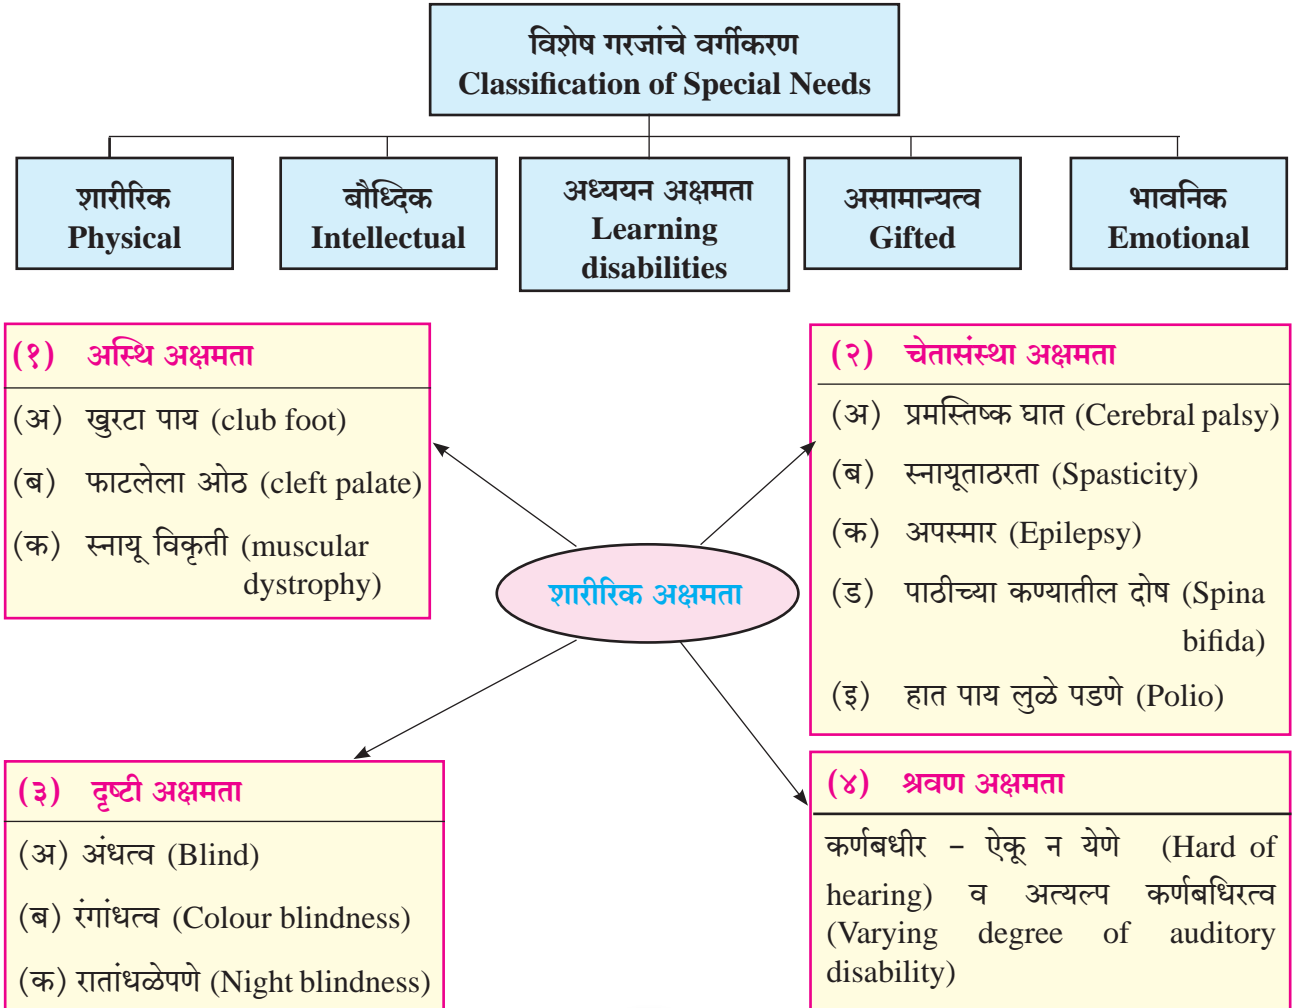 विशेष गरजांचे वर्गीकरण
Classification of Special Needs
शारीरिक
Physical
बौध्दिक
Intellectual
अध्ययन अक्षमता
Learning
disabilities
असामान्यत्व
Gifted
भावनिक
Emotional
(१) अस्थि अक्षमता
(अ) खुरटा पाय (club foot)
(ब) फाटलेला ओठ (cleft palate)
(क) स्नायू विकृती (muscular
dystrophy)
(२) चेतासंस्था अक्षमता
(अ) प्रमस्तिष्क घात (Cerebral palsy)
(ब) स्नायूताठरता (Spasticity)
(क) अपस्मार (Epilepsy)
(ड) पाठीच्या कण्यातील दोष (Spina
bifida)
(इ) हात पाय लुळे पडणे (Polio)
शारीरिक अक्षमता
(३) दृष्टी अक्षमता
(अ) अंधत्व (Blind)
(ब) रंगांधत्व (Colour blindness)
(क) रातांधळेपणे (Night blindness)
(४) श्रवण अक्षमता
कर्णबधीर – ऐकू न येणे (Hard of
hearing) व अत्यल्प कर्णबधिरत्व
(Varying degree of auditory
disability)